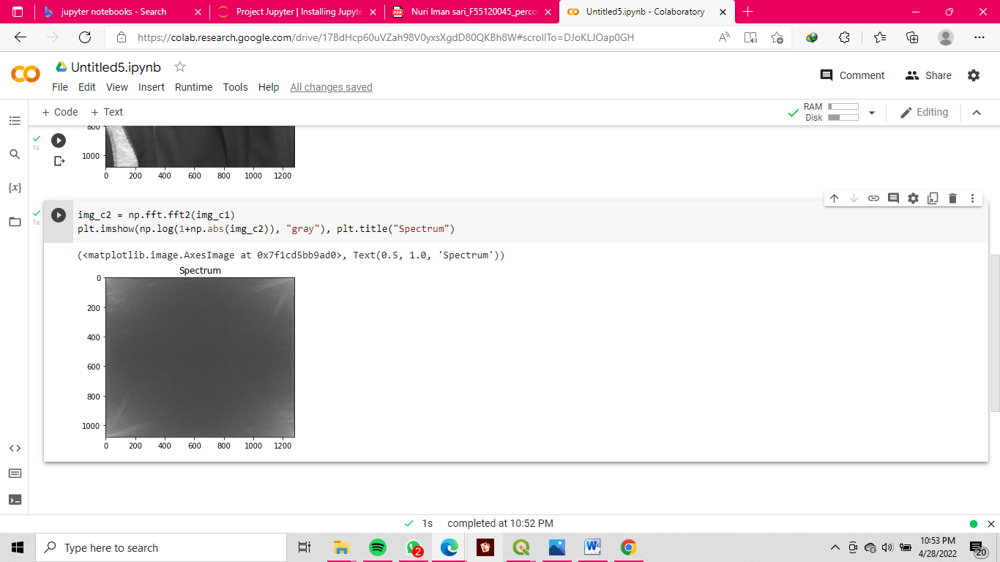 jupyter notebooks - Search
Project Jupyter | Installing Jupyte
Nuri Iman sari_F55120045_perco
Untitled5.ipynb - Colaboratory
https://colab.research.google.com/drive/17BdHcp60uVZah98V0yxsXgdD80QKBh8W#scrollTo=DJoKLJOap0GH
Untitled5.ipynb
File Edit View Insert Runtime Tools Help All changes saved
Comment Share
+ Code + Text
RAM
Disk
Editing
1s
800
1000
0 200 400 600 800 1000 1200
1s
img_c2 = np.fft.fft2(img_c1)
plt.imshow(np.log(1+np.abs(img_c2)), "gray"), plt.title("Spectrum")
(<matplotlib.image.AxesImage at 0x7f1cd5bb9ad0>, Text(0.5, 1.0, 'Spectrum'))
Spectrum
0
200
400
600
800
1000
0 200 400 600 800 1000 1200
1s completed at 10:52 PM
Type here to search
2
10:53 PM
4/28/2022
20